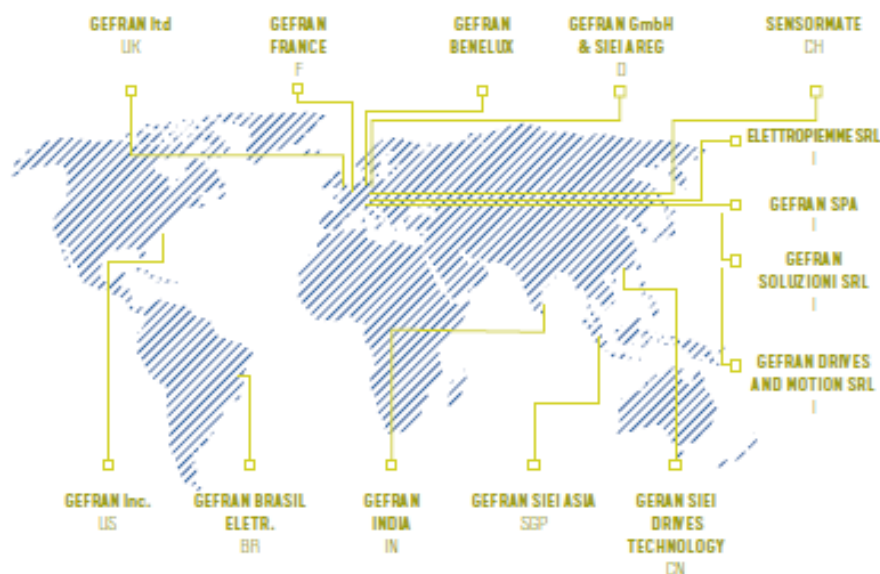 GEFRAN ltd
UK
GEFRAN
FRANCE
F
GEFRAN
BENELUX
GEFRAN GmbH
& SIEI AREG
D
SENSORMATE
CH
ELETTROPIEMME SRL
I
GEFRAN SPA
I
GEFRAN
SOLUZIONI SRL
I
GEFRAN DRIVES
AND MOTION SRL
I
GEFRAN Inc.
US
GEFRAN BRASIL
ELETR.
BR
GEFRAN
INDIA
IN
GEFRAN SIEI ASIA
SGP
GERAN SIEI
DRIVES
TECHNOLOGY
CN